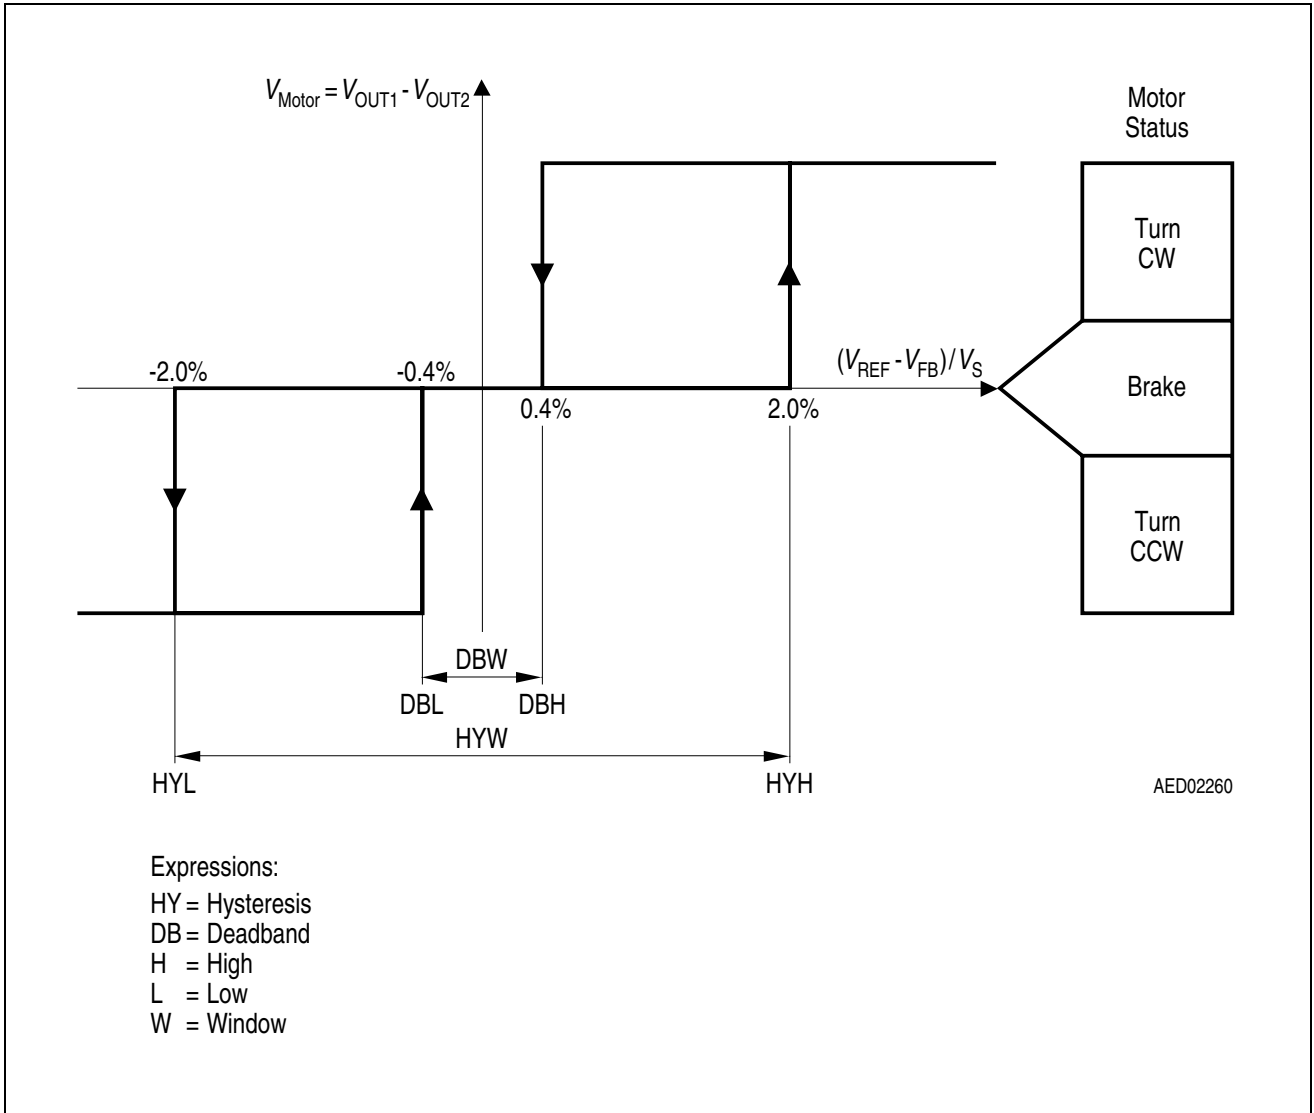 V_Motor = V_OUT1 - V_OUT2
Motor
Status
Turn
CW
(V_REF - V_FB) / V_S
-2.0%
-0.4%
0.4%
2.0%
Brake
Turn
CCW
DBW
DBL
DBH
HYW
HYL
HYH
AED02260
Expressions:
HY = Hysteresis
DB = Deadband
H = High
L = Low
W = Window